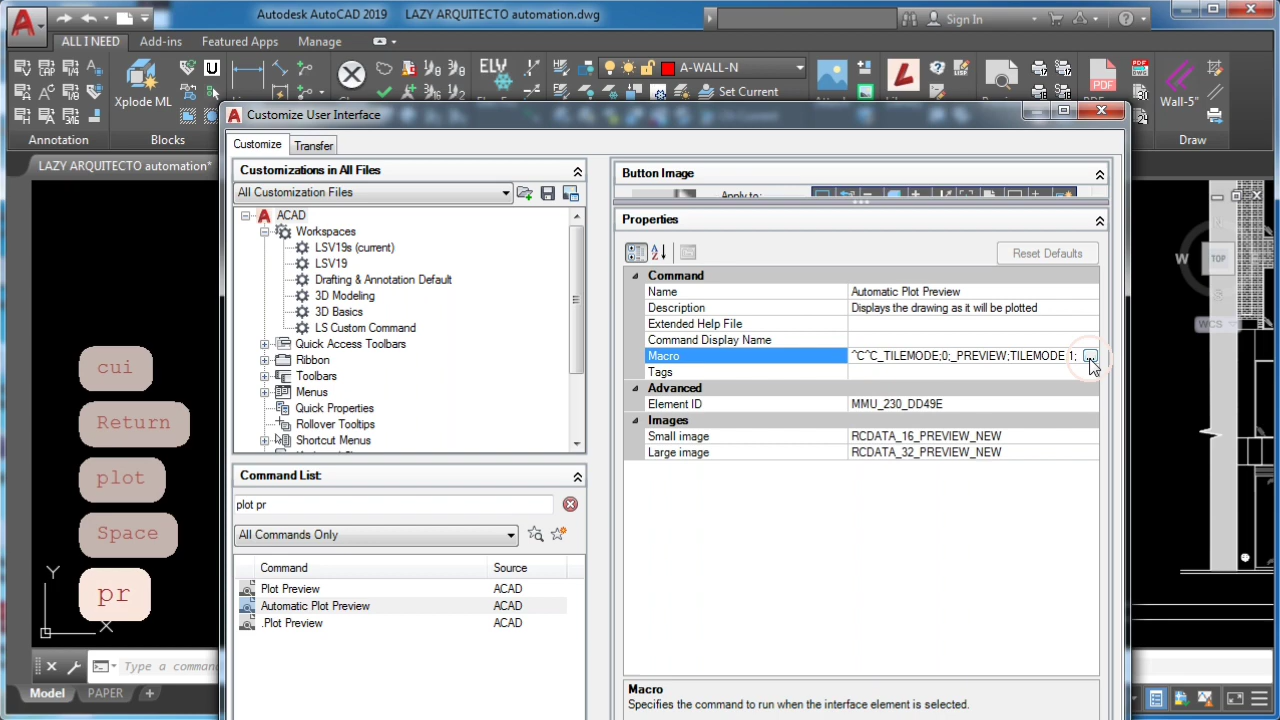 Autodesk AutoCAD 2019 LAZY ARQUITECTO automation.dwg
Sign In
ALL I NEED Add-ins Featured Apps Manage
Xplode ML
ELV
A-WALL-N
Set Current
PDF
Wall-5"
Annotation Blocks Draw
Customize User Interface
LAZY ARQUITECTO automation*
Customize Transfer
Customizations in All Files
All Customization Files
ACAD
Workspaces
LSV19s (current)
LSV19
Drafting & Annotation Default
3D Modeling
3D Basics
LS Custom Command
Quick Access Toolbars
Ribbon
Toolbars
Menus
Quick Properties
Rollover Tooltips
Shortcut Menus
Command List:
plot pr
All Commands Only
Command Source
Plot Preview ACAD
Automatic Plot Preview ACAD
.Plot Preview ACAD
Button Image
Apply to:
Properties
Reset Defaults
Command
Name Automatic Plot Preview
Description Displays the drawing as it will be plotted
Extended Help File
Command Display Name
Macro ^C^C_TILEMODE;0;_PREVIEW;TILEMODE 1; ...
Tags
Advanced
Element ID MMU_230_DD49E
Images
Small image RCDATA_16_PREVIEW_NEW
Large image RCDATA_32_PREVIEW_NEW
Macro
Specifies the command to run when the interface element is selected.
cui
Return
plot
Space
pr
Y
X
Type a comman
Model PAPER +
W TOP
S
WCS